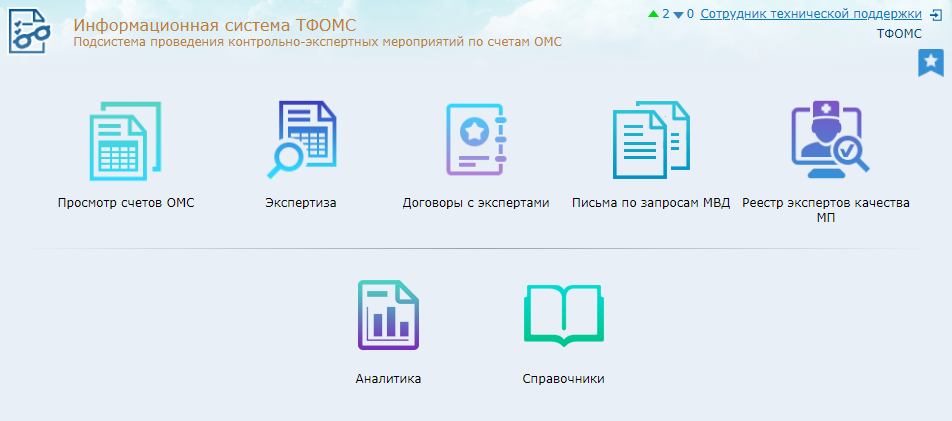 Информационная система ТФОМС
Подсистема проведения контрольно-экспертных мероприятий по счетам ОМС
2 0 Сотрудник технической поддержки
ТФОМС
Просмотр счетов ОМС
Экспертиза
Договоры с экспертами
Письма по запросам МВД
Реестр экспертов качества
МП
Аналитика
Справочники